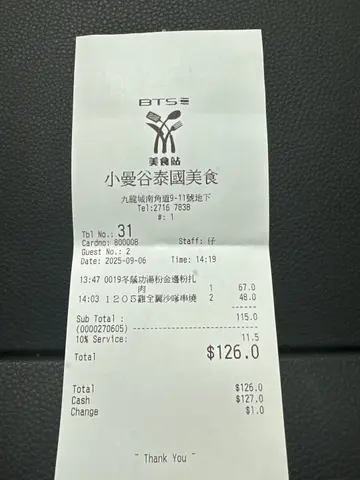 BTS
美食站
小曼谷泰國美食
九龍城南角道9-11號地下
Tel:2716 7838
#: 1
Tbl No.: 31
Cardno: 800008 Staff: 仔
Guest No.: 2
Date: 2025-09-06 Time: 14:19
13:47 0019冬蔭功湯粉金邊粉扎 1 67.0
肉
14:03 1205雞全翼沙嗲串燒 2 48.0
Sub Total : 115.0
(0000270605)
10% Service: 11.5
Total $126.0
Total $126.0
Cash $127.0
Change $1.0
~ Thank You ~